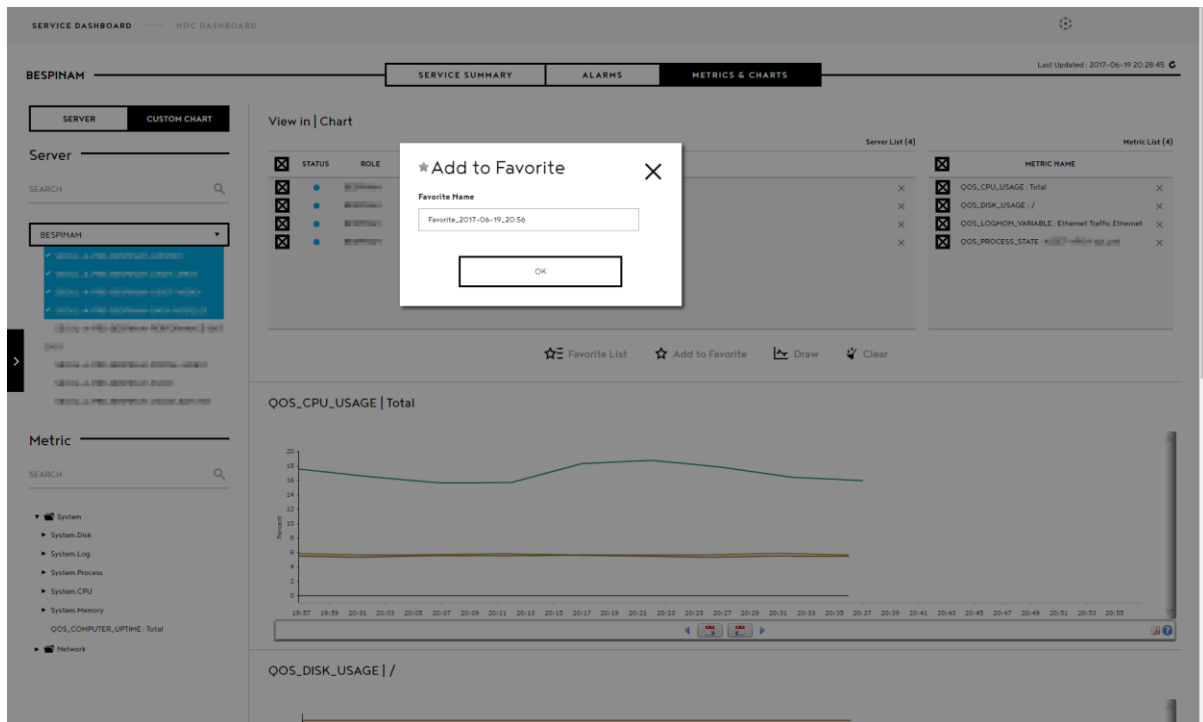 SERVICE DASHBOARD NOC DASHBOARD
BESPINAM
SERVICE SUMMARY
ALARMS
METRICS & CHARTS
Last Updated : 2017-06-19 20:28:45
SERVER
CUSTOM CHART
Server
SEARCH
BESPINAM
Metric
SEARCH
System
System.Disk
System.Log
System.Process
System.CPU
System.Memory
QOS_COMPUTER_UPTIME : Total
Network
View in | Chart
Server List (4)
STATUS ROLE
Metric List (4)
METRIC NAME
QOS_CPU_USAGE : Total
QOS_DISK_USAGE : /
QOS_LOGMON_VARIABLE : Ethernet Traffic.Ethernet
QOS_PROCESS_STATE
Add to Favorite
Favorite Name
Favorite_2017-06-19_20:56
OK
Favorite List
Add to Favorite
Draw
Clear
QOS_CPU_USAGE | Total
Percent
20
18
16
14
12
10
8
6
4
2
0
19:57 19:59 20:01 20:03 20:05 20:07 20:09 20:11 20:13 20:15 20:17 20:19 20:21 20:23 20:25 20:27 20:29 20:31 20:33 20:35 20:37 20:39 20:41 20:43 20:45 20:47 20:49 20:51 20:53 20:55
QOS_DISK_USAGE | /